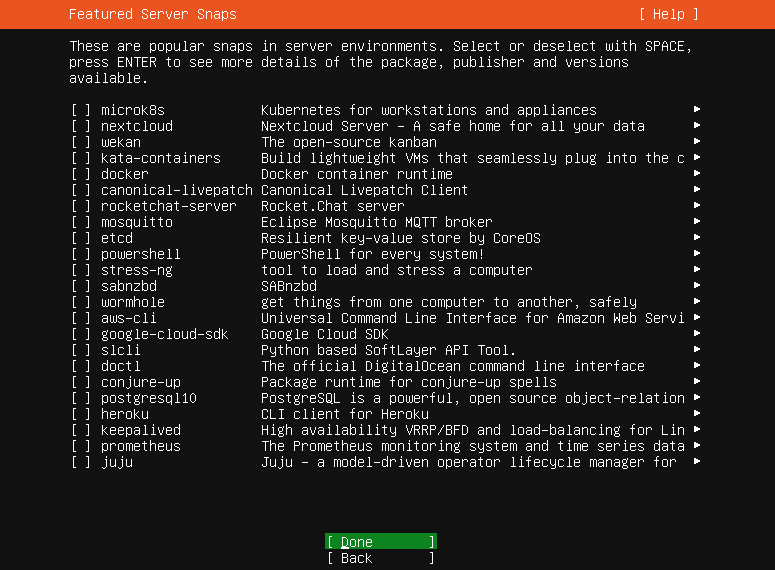 Featured Server Snaps [ Help ]
These are popular snaps in server environments. Select or deselect with SPACE,
press ENTER to see more details of the package, publisher and versions
available.
[ ] microk8s Kubernetes for workstations and appliances ▸
[ ] nextcloud Nextcloud Server - A safe home for all your data ▸
[ ] wekan The open-source kanban ▸
[ ] kata-containers Build lightweight VMs that seamlessly plug into the c ▸
[ ] docker Docker container runtime ▸
[ ] canonical-livepatch Canonical Livepatch Client ▸
[ ] rocketchat-server Rocket.Chat server ▸
[ ] mosquitto Eclipse Mosquitto MQTT broker ▸
[ ] etcd Resilient key-value store by CoreOS ▸
[ ] powershell PowerShell for every system! ▸
[ ] stress-ng tool to load and stress a computer ▸
[ ] sabnzbd SABnzbd ▸
[ ] wormhole get things from one computer to another, safely ▸
[ ] aws-cli Universal Command Line Interface for Amazon Web Servi ▸
[ ] google-cloud-sdk Google Cloud SDK ▸
[ ] slcli Python based SoftLayer API Tool. ▸
[ ] doctl The official DigitalOcean command line interface ▸
[ ] conjure-up Package runtime for conjure-up spells ▸
[ ] postgresql10 PostgreSQL is a powerful, open source object-relation ▸
[ ] heroku CLI client for Heroku ▸
[ ] keepalived High availability VRRP/BFD and load-balancing for Lin ▸
[ ] prometheus The Prometheus monitoring system and time series data ▸
[ ] juju Juju - a model-driven operator lifecycle manager for ▸
[ Done ]
[ Back ]